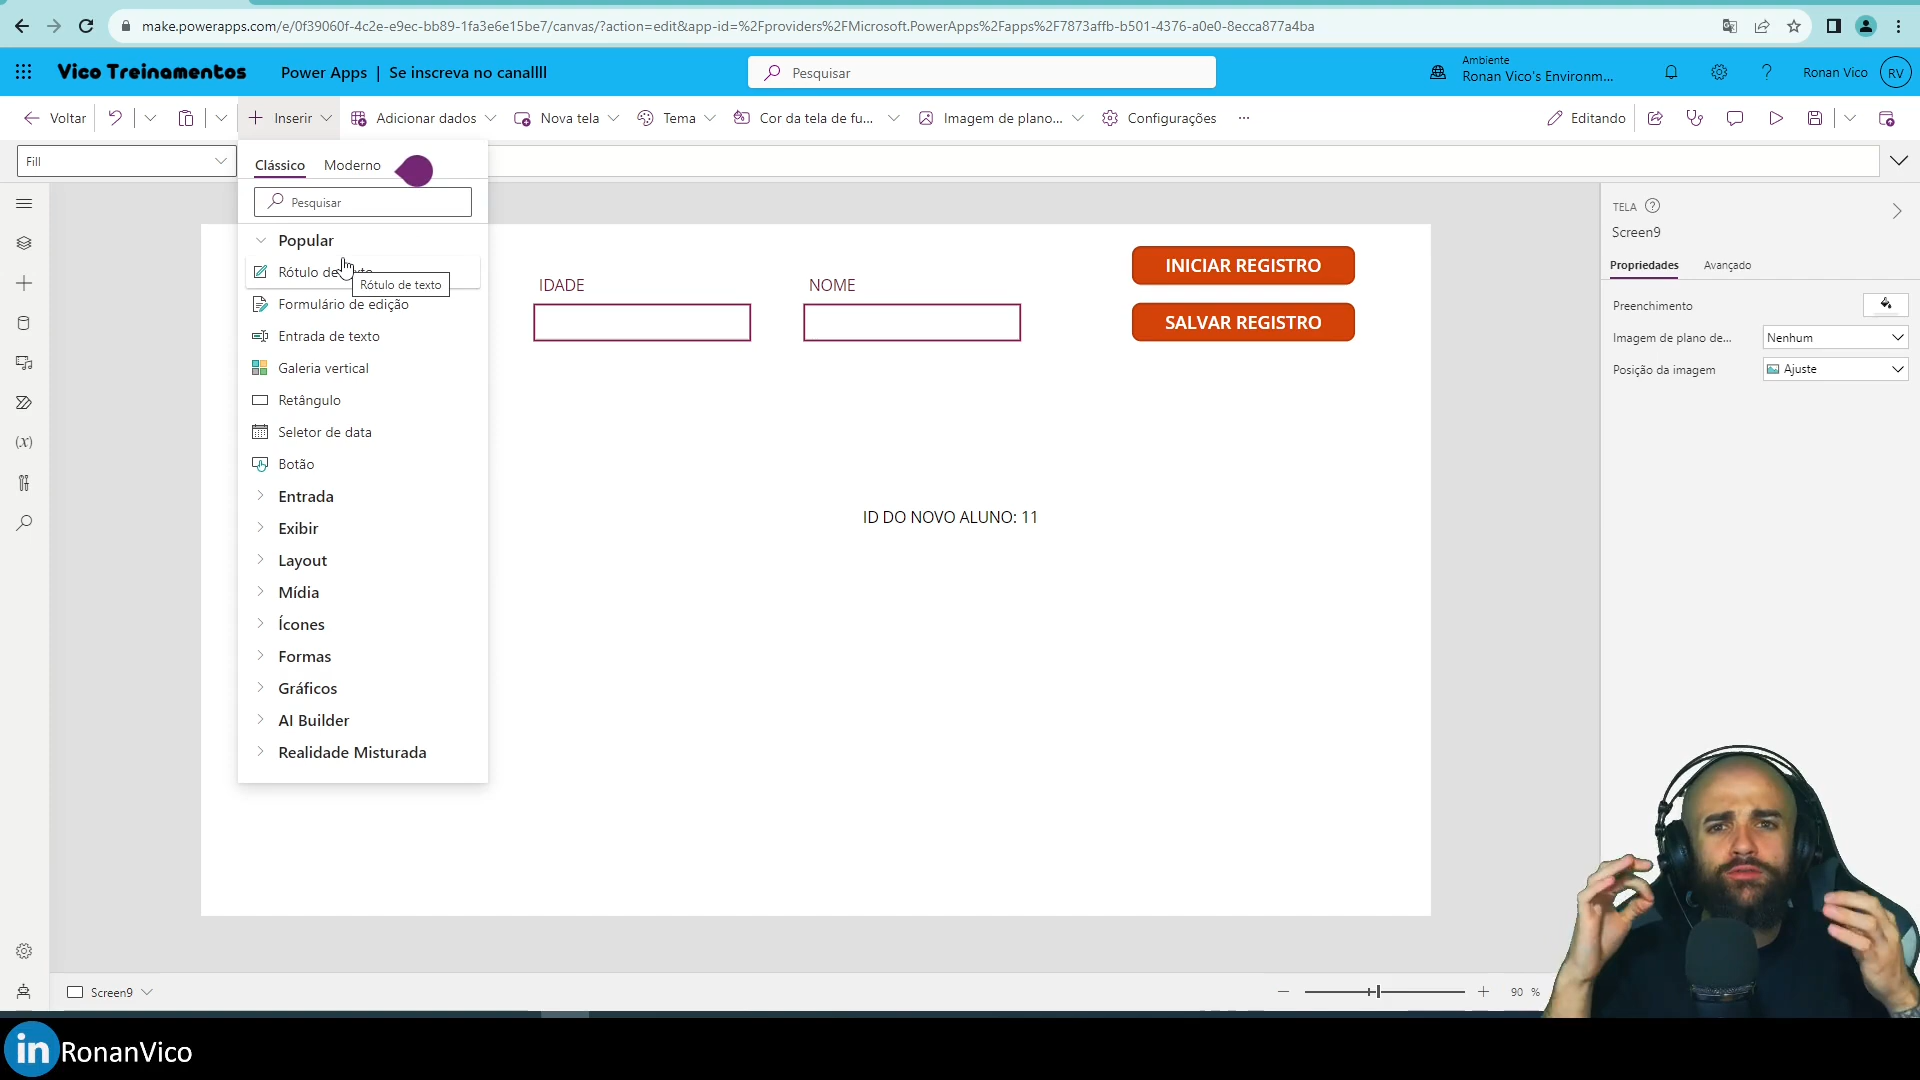 make.powerapps.com/e/0f39060f-4c2e-e9ec-bb89-1fa3e6e15be7/canvas/?action=edit&app-id=%2Fproviders%2FMicrosoft.PowerApps%2Fapps%2F7873affb-b501-4376-a0e0-8ecca877a4ba
Vico Treinamentos
Power Apps | Se inscreva no canallll
Pesquisar
Ambiente
Ronan Vico's Environm...
?
Ronan Vico
RV
Voltar
Inserir
Adicionar dados
Nova tela
Tema
Cor da tela de fu...
Imagem de plano...
Configurações
...
Editando
Fill
Clássico
Moderno
Pesquisar
Popular
Rótulo de texto
Rótulo de texto
Formulário de edição
Entrada de texto
Galeria vertical
Retângulo
Seletor de data
Botão
Entrada
Exibir
Layout
Mídia
Ícones
Formas
Gráficos
AI Builder
Realidade Misturada
(x)
IDADE
NOME
INICIAR REGISTRO
SALVAR REGISTRO
ID DO NOVO ALUNO: 11
TELA ?
Screen9
Propriedades
Avançado
Preenchimento
Imagem de plano de...
Nenhum
Posição da imagem
Ajuste
Screen9
90 %
in RonanVico